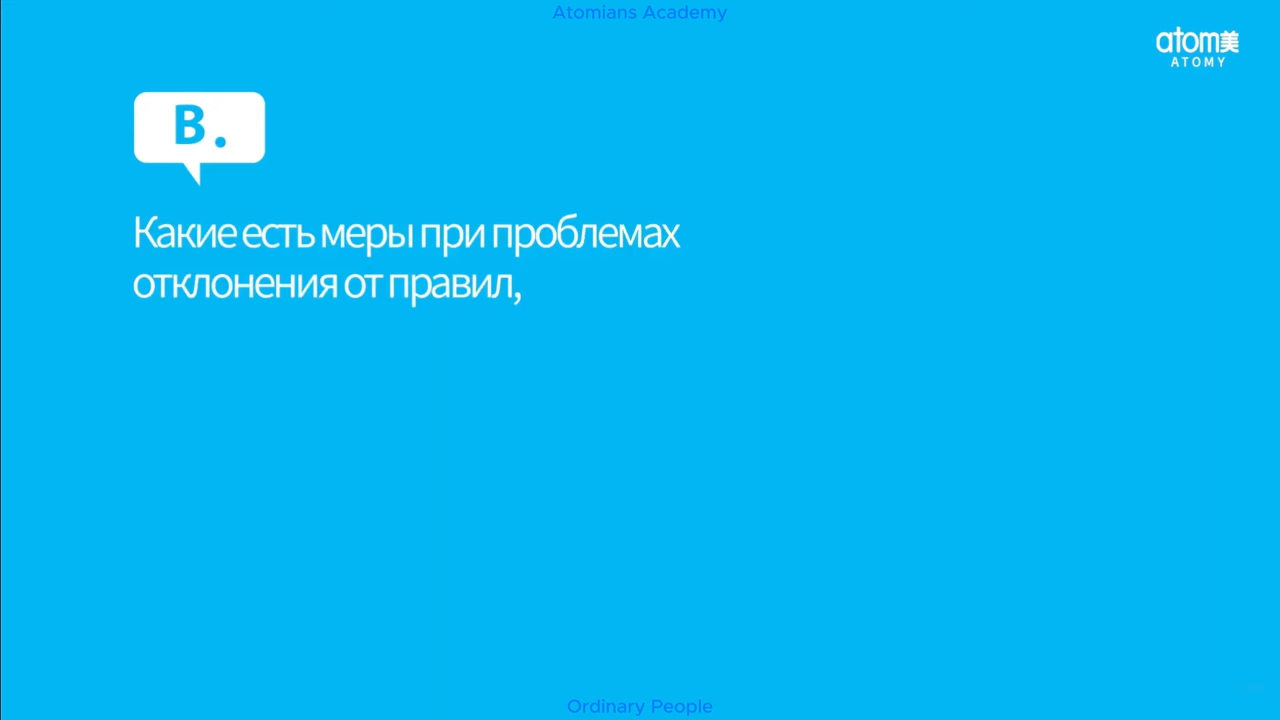 Atomians Academy
atom美
ATOMY
В.
Какие есть меры при проблемах
отклонения от правил,
Ordinary People